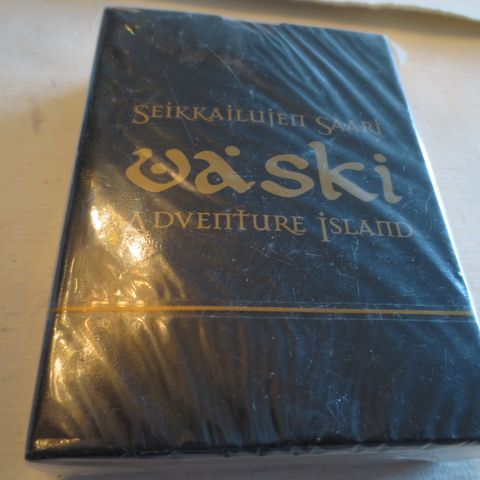 Seikkailujen Saari
Väski
Adventure Island